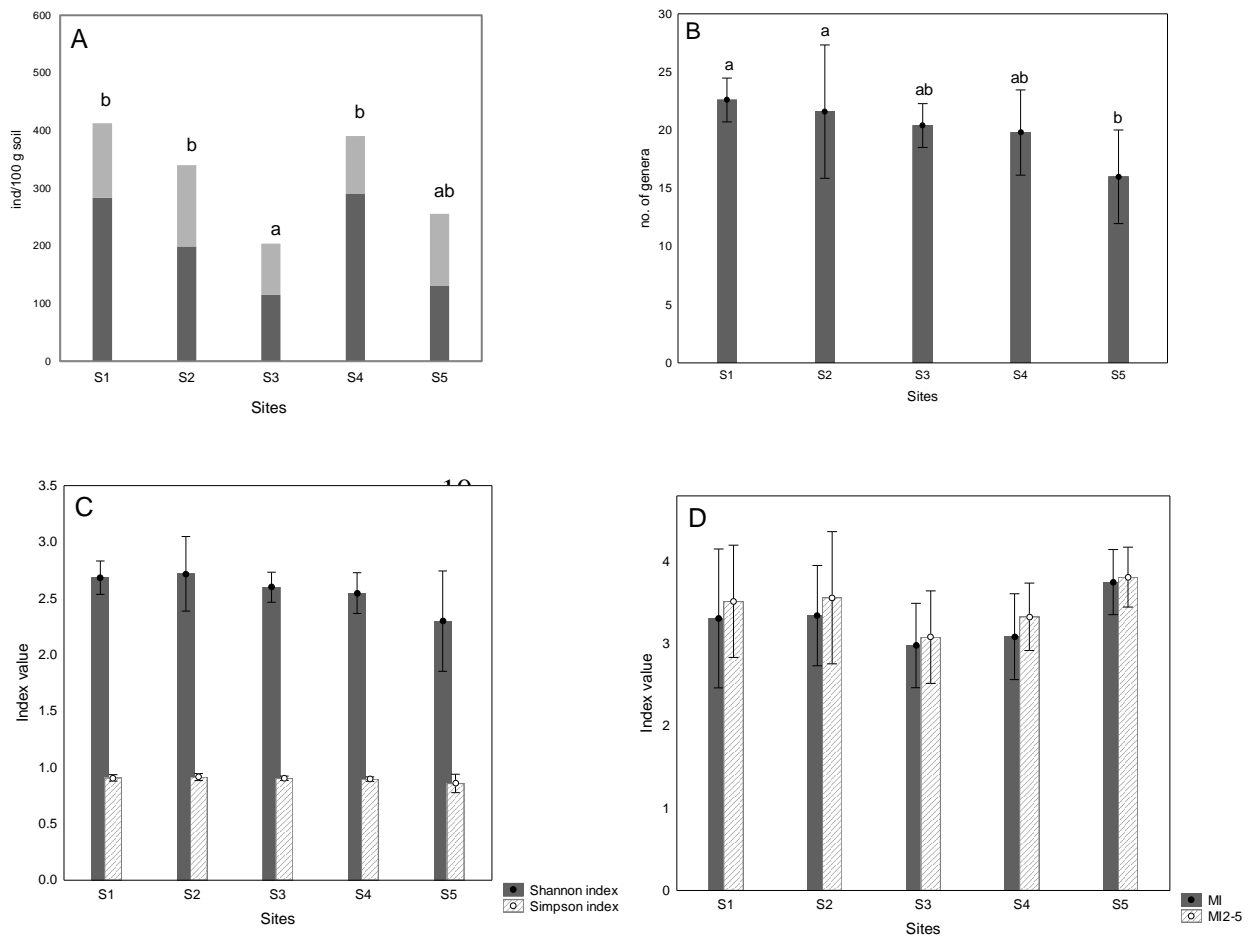 A
600
500
400
300
200
100
0
ind/100 g soil
b
b
a
b
ab
S1 S2 S3 S4 S5
Sites
B
30
25
20
15
10
5
0
no. of genera
a
a
ab
ab
b
S1 S2 S3 S4 S5
Sites
C
3.5
3.0
2.5
2.0
1.5
1.0
0.5
0.0
Index value
S1 S2 S3 S4 S5
Sites
Shannon index
Simpson index
D
4
3
2
1
0
Index value
S1 S2 S3 S4 S5
Sites
MI
MI2-5